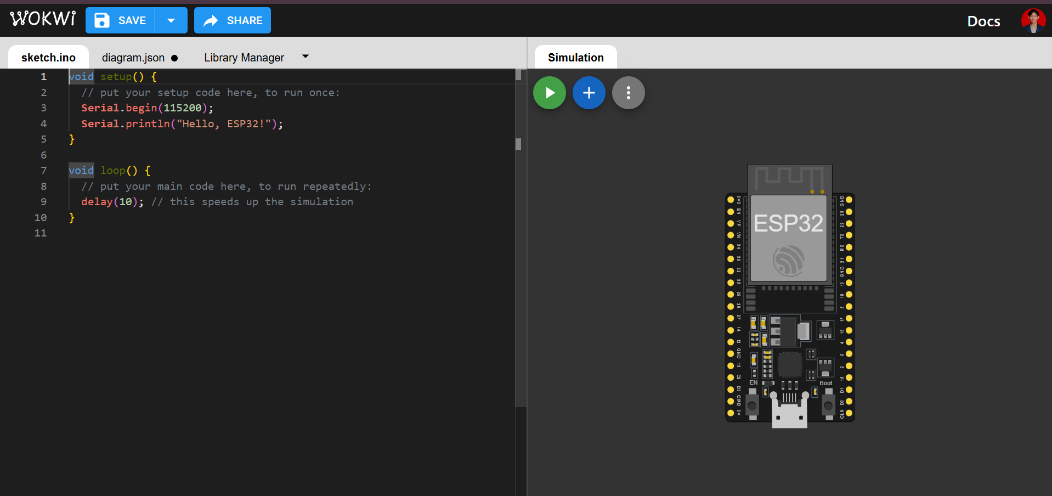 WOKWI SAVE SHARE Docs
sketch.ino diagram.json Library Manager Simulation
1 void setup() {
2 // put your setup code here, to run once:
3 Serial.begin(115200);
4 Serial.println("Hello, ESP32!");
5 }
6
7 void loop() {
8 // put your main code here, to run repeatedly:
9 delay(10); // this speeds up the simulation
10 }
11
ESP32
EN Boot